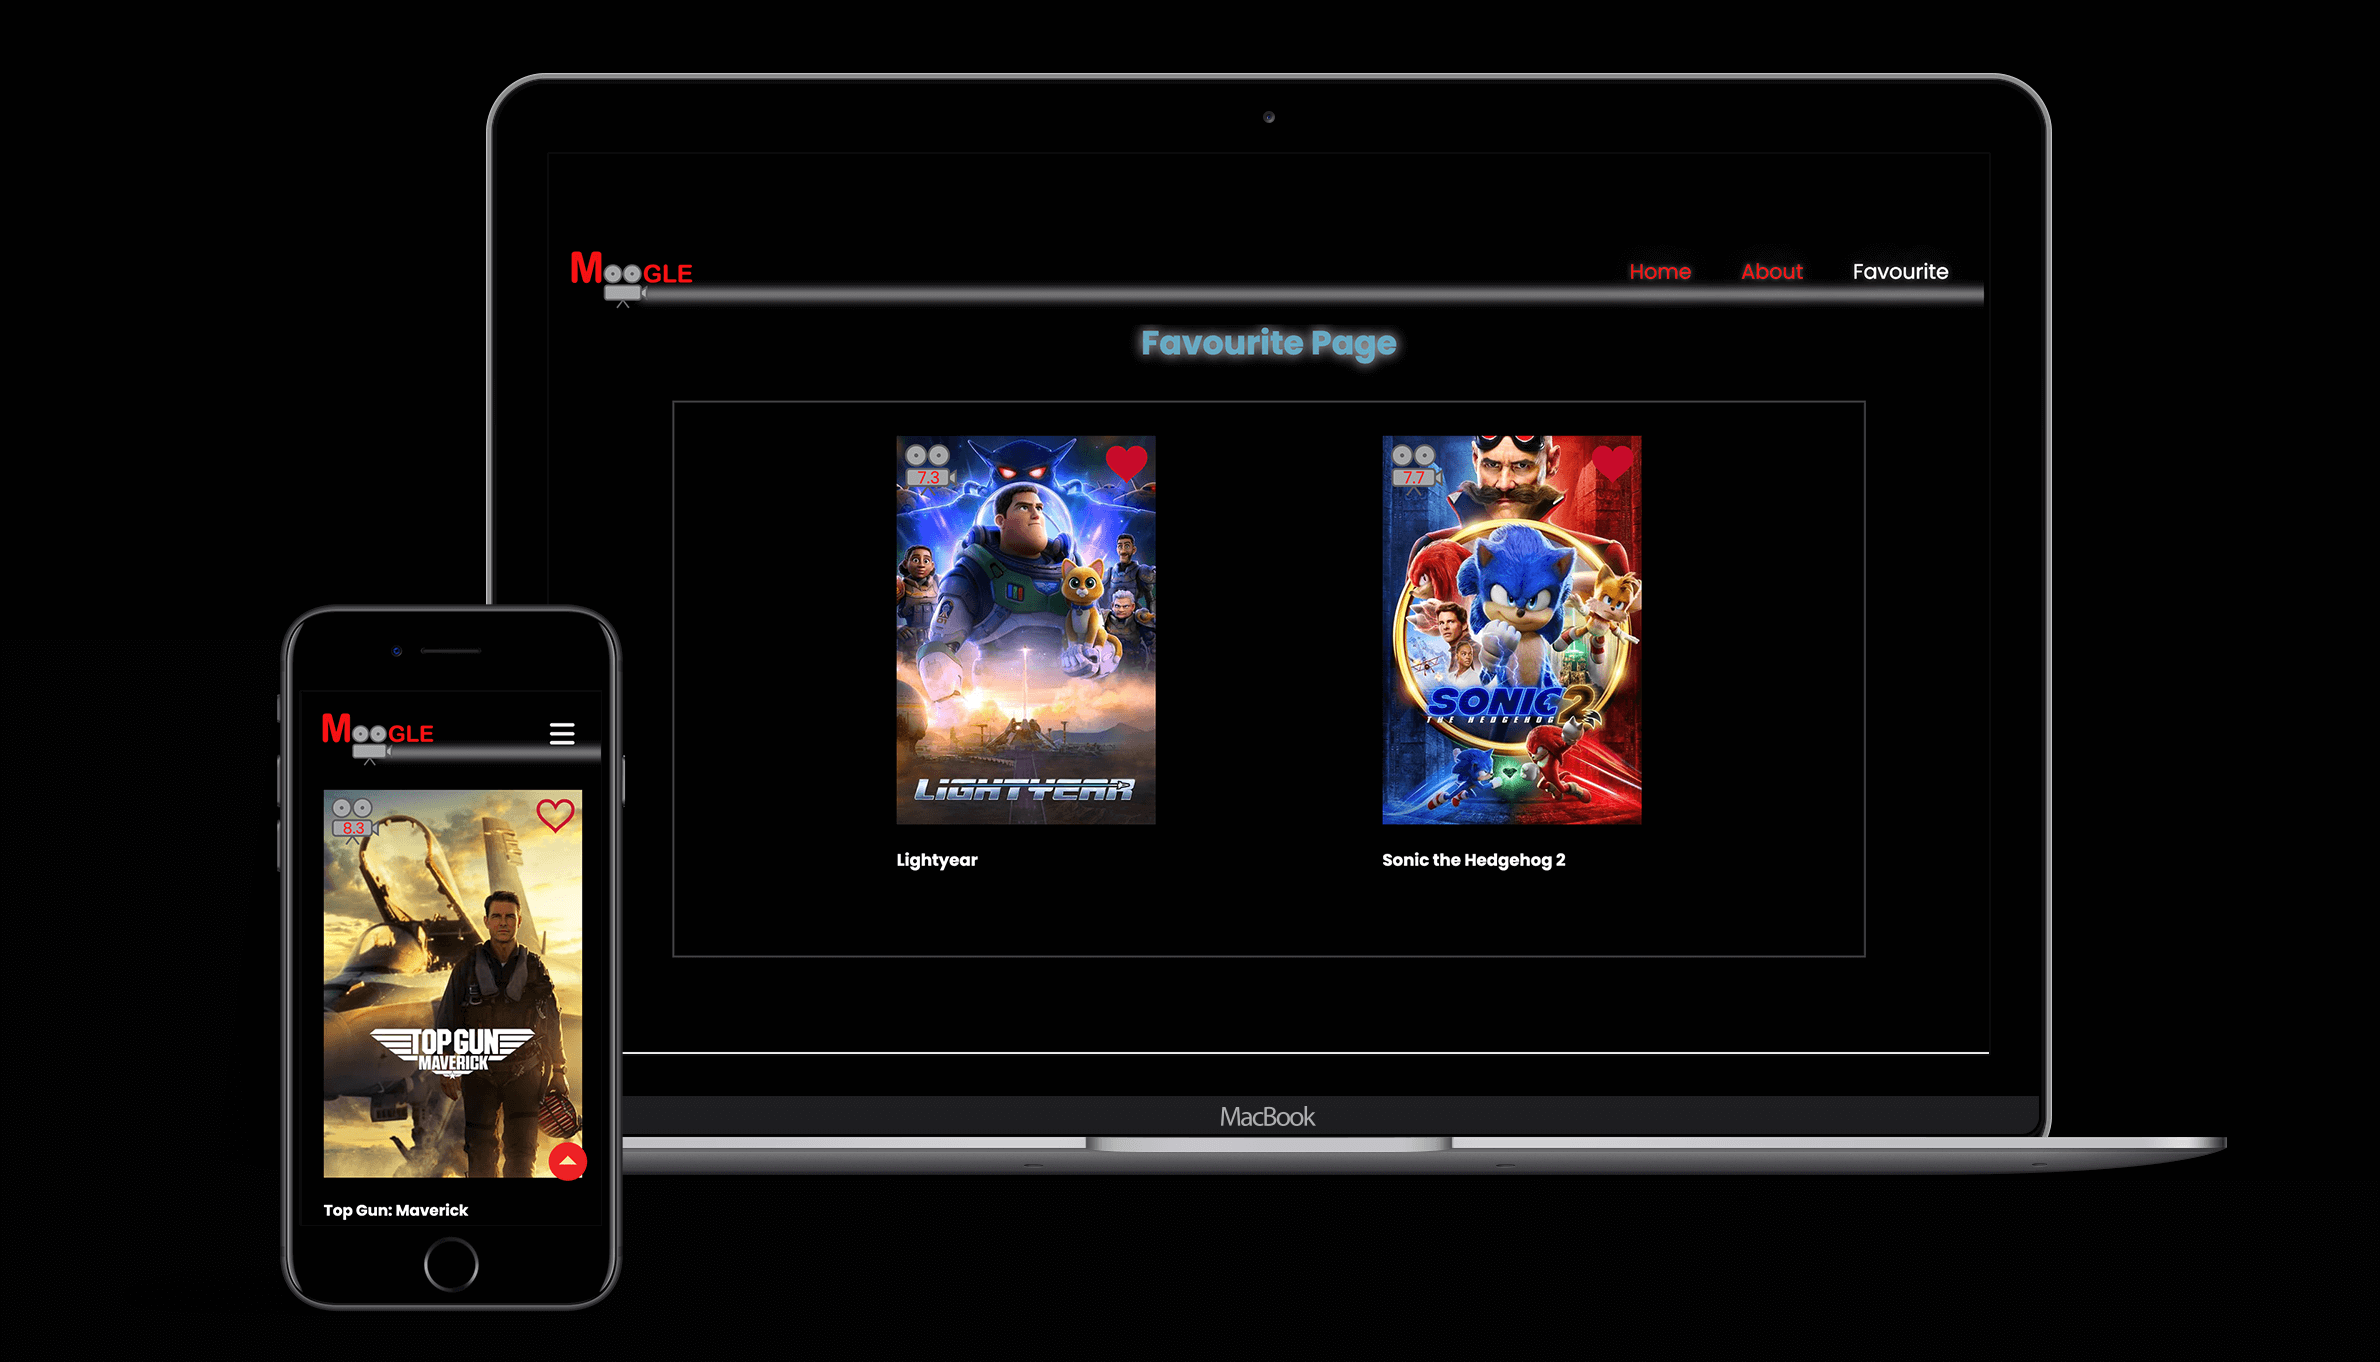 MOOGLE
Home About Favourite
Favourite Page
7.3
7.7
LIGHTYEAR
SONIC 2
THE HEDGEHOG
Lightyear
Sonic the Hedgehog 2
MacBook
MOOGLE
8.3
TOP GUN
MAVERICK
Top Gun: Maverick